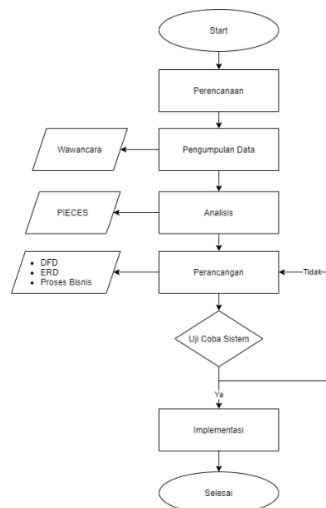 Start
Perencanaan
Wawancara
Pengumpulan Data
PIECES
Analisis
• DFD
• ERD
• Proses Bisnis
Perancangan
Tidak
Uji Coba Sistem
Ya
Implementasi
Selesai